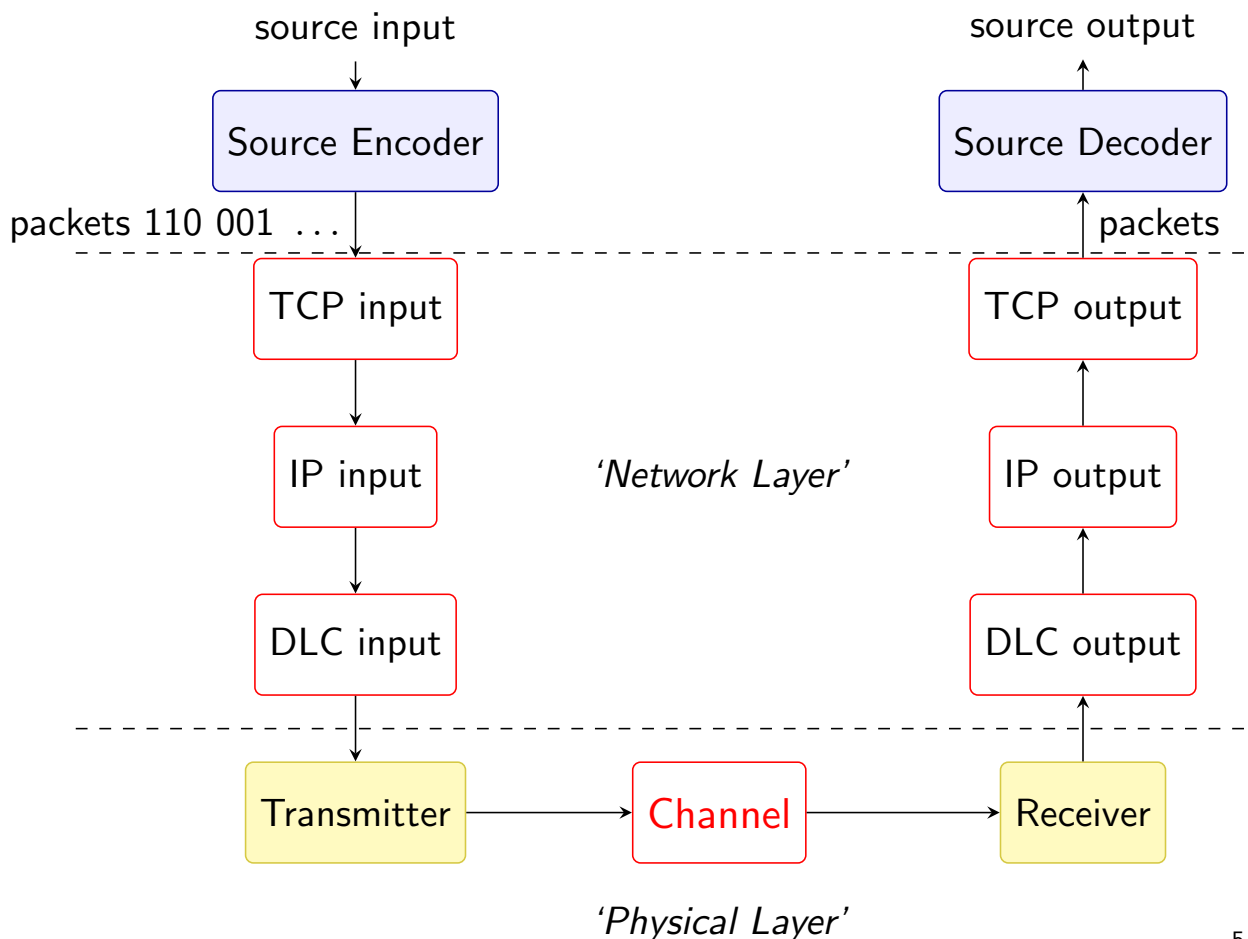 source input
source output
Source Encoder
Source Decoder
packets 110 001 ...
packets
TCP input
TCP output
IP input
‘Network Layer’
IP output
DLC input
DLC output
Transmitter
Channel
Receiver
‘Physical Layer’
5